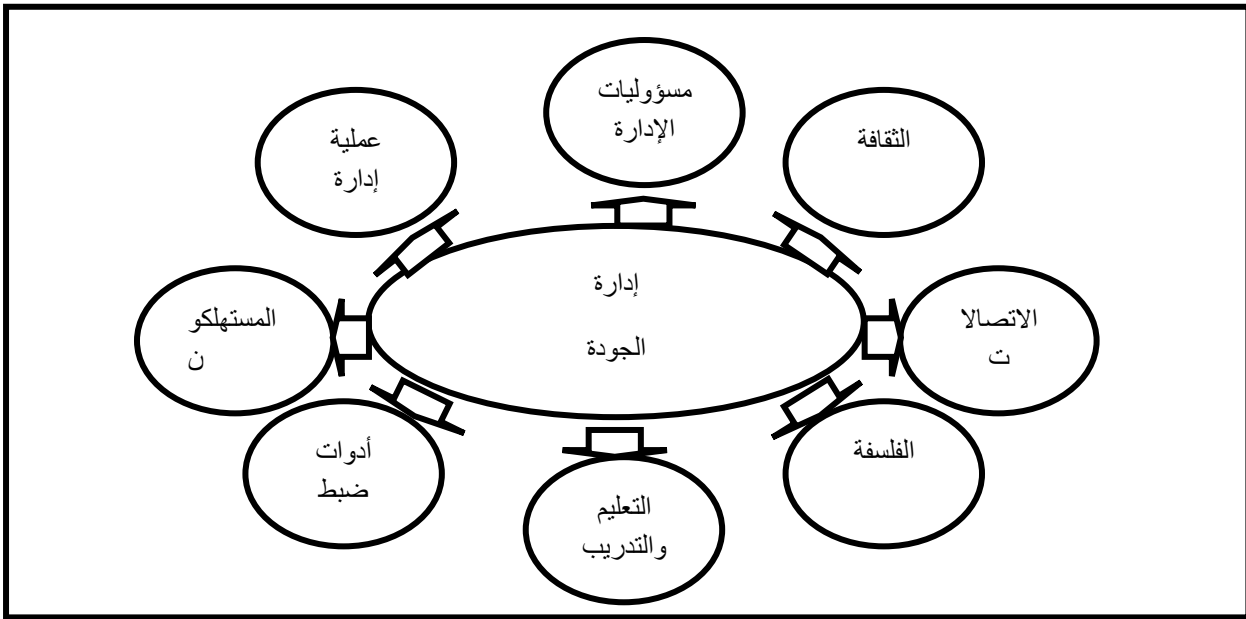 مسؤوليات
الإدارة
الثقافة
عملية
إدارة
إدارة
الجودة
الاتصالا
ت
المستهلكو
ن
الفلسفة
أدوات
ضبط
التعليم
والتدريب